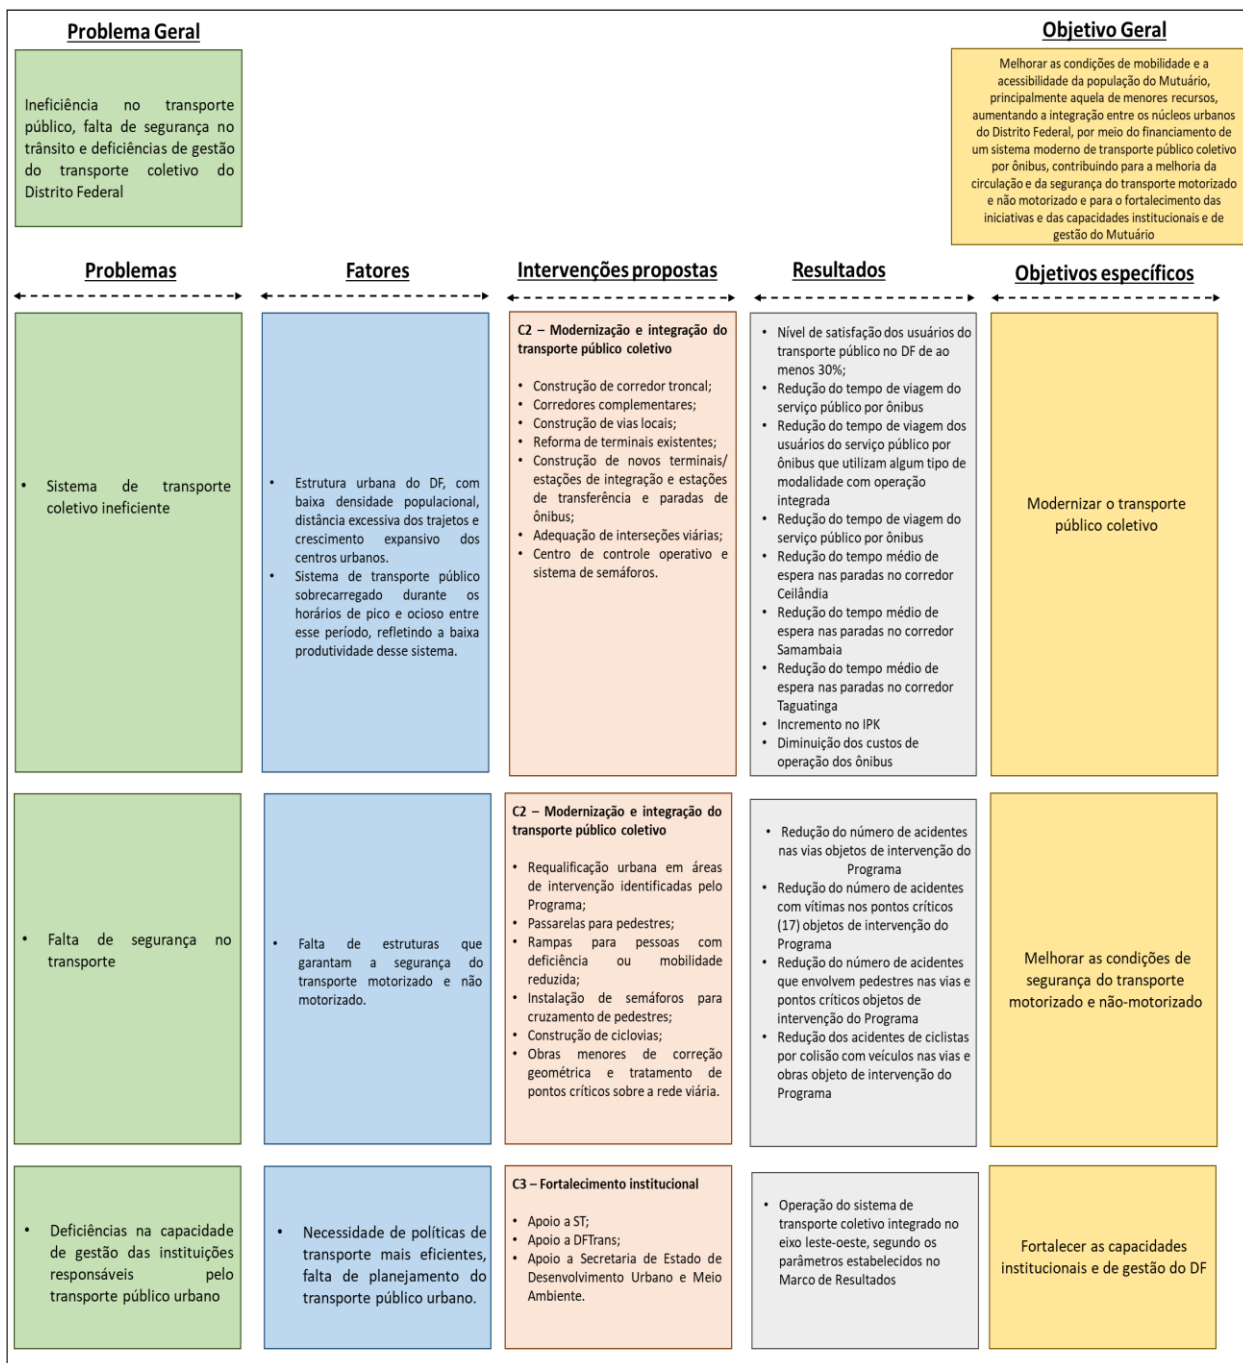 Problema Geral
Ineficiência no transporte
público, falta de segurança no
trânsito e deficiências de gestão
do transporte coletivo do
Distrito Federal
Objetivo Geral
Melhorar as condições de mobilidade e a
acessibilidade da população do Mutuário,
principalmente aquela de menores recursos,
aumentando a integração entre os núcleos urbanos
do Distrito Federal, por meio do financiamento de
um sistema moderno de transporte público coletivo
por ônibus, contribuindo para a melhoria da
circulação e da segurança do transporte motorizado
e não motorizado e para o fortalecimento das
iniciativas e das capacidades institucionais e de
gestão do Mutuário
Problemas
Fatores
Intervenções propostas
Resultados
Objetivos específicos
• Sistema de transporte
coletivo ineficiente
• Estrutura urbana do DF, com
baixa densidade populacional,
distância excessiva dos trajetos e
crescimento expansivo dos
centros urbanos.
• Sistema de transporte público
sobrecarregado durante os
horários de pico e ocioso entre
esse período, refletindo a baixa
produtividade desse sistema.
C2 – Modernização e integração do
transporte público coletivo
• Construção de corredor troncal;
• Corredores complementares;
• Construção de vias locais;
• Reforma de terminais existentes;
• Construção de novos terminais/
estações de integração e estações
de transferência e paradas de
ônibus;
• Adequação de interseções viárias;
• Centro de controle operativo e
sistema de semáforos.
• Nível de satisfação dos usuários do
transporte público no DF de ao
menos 30%;
• Redução do tempo de viagem do
serviço público por ônibus
• Redução do tempo de viagem dos
usuários do serviço público por
ônibus que utilizam algum tipo de
modalidade com operação
integrada
• Redução do tempo de viagem do
serviço público por ônibus
• Redução do tempo médio de
espera nas paradas no corredor
Ceilândia
• Redução do tempo médio de
espera nas paradas no corredor
Samambaia
• Redução do tempo médio de
espera nas paradas no corredor
Taguatinga
• Incremento no IPK
• Diminuição dos custos de
operação dos ônibus
Modernizar o transporte
público coletivo
• Falta de segurança no
transporte
• Falta de estruturas que
garantam a segurança do
transporte motorizado e não
motorizado.
C2 – Modernização e integração do
transporte público coletivo
• Requalificação urbana em áreas
de intervenção identificadas pelo
Programa;
• Passarelas para pedestres;
• Rampas para pessoas com
deficiência ou mobilidade
reduzida;
• Instalação de semáforos para
cruzamento de pedestres;
• Construção de ciclovias;
• Obras menores de correção
geométrica e tratamento de
pontos críticos sobre a rede viária.
• Redução do número de acidentes
nas vias objetos de intervenção do
Programa
• Redução do número de acidentes
com vítimas nos pontos críticos
(17) objetos de intervenção do
Programa
• Redução do número de acidentes
que envolvem pedestres nas vias e
pontos críticos objetos de
intervenção do Programa
• Redução dos acidentes de ciclistas
por colisão com veículos nas vias e
obras objeto de intervenção do
Programa
Melhorar as condições de
segurança do transporte
motorizado e não-motorizado
• Deficiências na capacidade
de gestão das instituições
responsáveis pelo
transporte público urbano
• Necessidade de políticas de
transporte mais eficientes,
falta de planejamento do
transporte público urbano.
C3 – Fortalecimento institucional
• Apoio a ST;
• Apoio a DFTrans;
• Apoio a Secretaria de Estado de
Desenvolvimento Urbano e Meio
Ambiente.
• Operação do sistema de
transporte coletivo integrado no
eixo leste-oeste, segundo os
parâmetros estabelecidos no
Marco de Resultados
Fortalecer as capacidades
institucionais e de gestão do DF